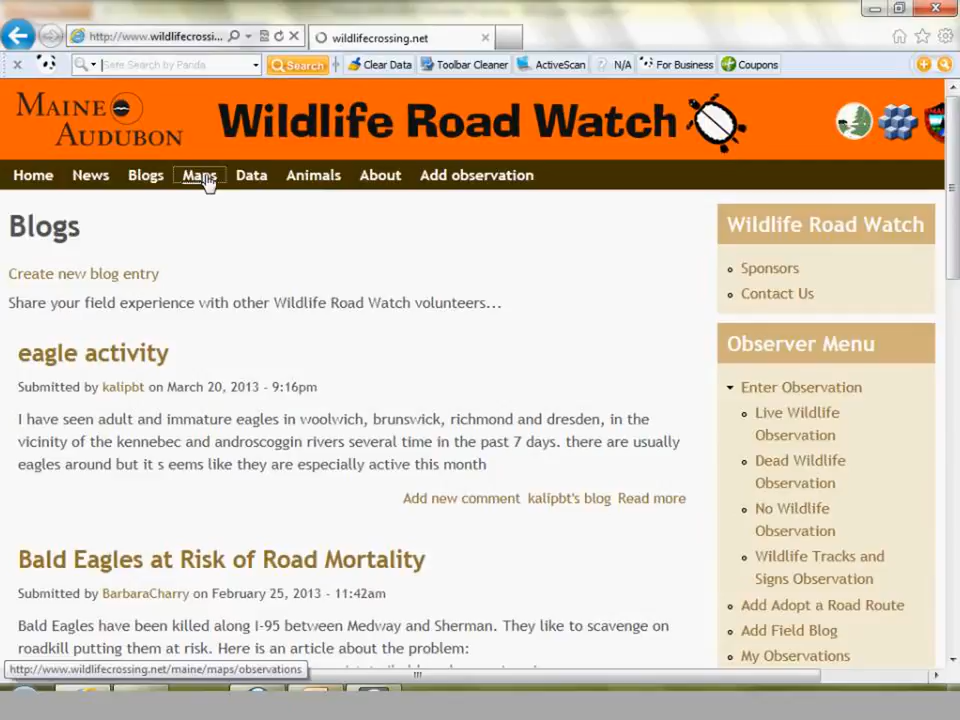 http://www.wildlifecrossi...
wildlifecrossing.net
Safe Search by Panda
Search
Clear Data
Toolbar Cleaner
ActiveScan
N/A
For Business
Coupons
MAINE
AUDUBON
Wildlife Road Watch
Home News Blogs Maps Data Animals About Add observation
Blogs
Create new blog entry
Share your field experience with other Wildlife Road Watch volunteers...
eagle activity
Submitted by kalipbt on March 20, 2013 - 9:16pm
I have seen adult and immature eagles in woolwich, brunswick, richmond and dresden, in the
vicinity of the kennebec and androscoggin rivers several time in the past 7 days. there are usually
eagles around but it s eems like they are especially active this month
Add new comment kalipbt's blog Read more
Bald Eagles at Risk of Road Mortality
Submitted by BarbaraCharry on February 25, 2013 - 11:42am
Bald Eagles have been killed along I-95 between Medway and Sherman. They like to scavenge on
roadkill putting them at risk. Here is an article about the problem:
http://www.wildlifecrossing.net/maine/maps/observations
Wildlife Road Watch
Sponsors
Contact Us
Observer Menu
Enter Observation
Live Wildlife
Observation
Dead Wildlife
Observation
No Wildlife
Observation
Wildlife Tracks and
Signs Observation
Add Adopt a Road Route
Add Field Blog
My Observations